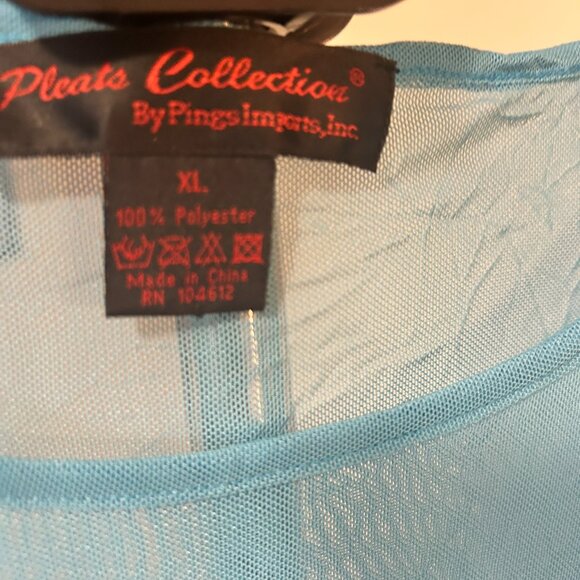 Pleats Collection®
By Pings Imports, Inc.
XL
100% Polyester
Made in China
RN 104612